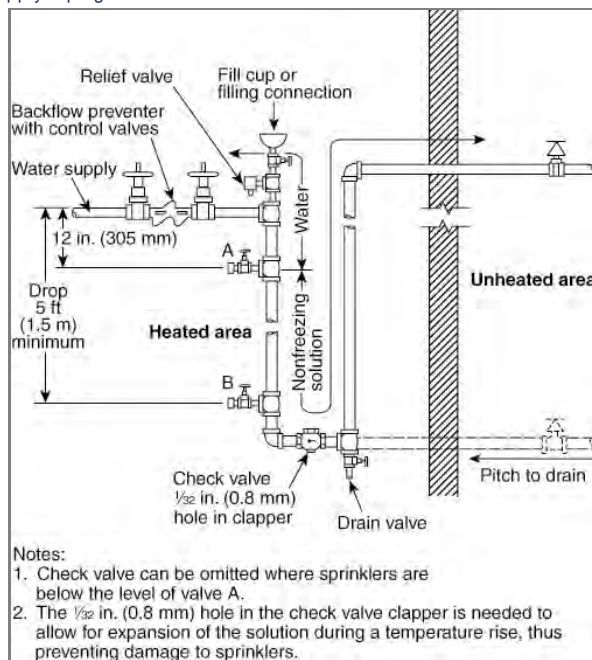 Relief valve
Fill cup or
filling connection
Backflow preventer
with control valves
Water supply
12 in. (305 mm)
A
Water
Unheated area
Drop
5 ft
(1.5 m)
minimum
Heated area
Nonfreezing
solution
B
Check valve
1/32 in. (0.8 mm)
hole in clapper
Drain valve
Pitch to drain
Notes:
1. Check valve can be omitted where sprinklers are
below the level of valve A.
2. The 1/32 in. (0.8 mm) hole in the check valve clapper is needed to
allow for expansion of the solution during a temperature rise, thus
preventing damage to sprinklers.